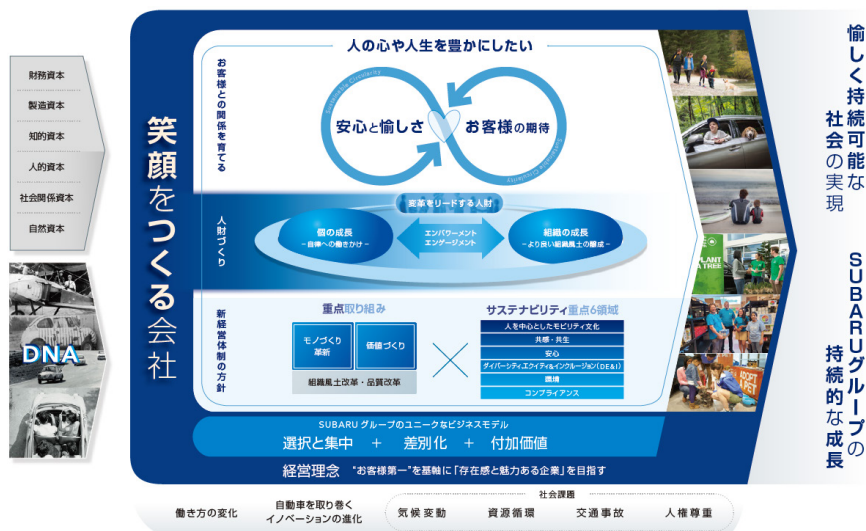 財務資本
製造資本
知的資本
人的資本
社会関係資本
自然資本
DNA
笑顔をつくる会社
お客様との関係を育てる
人の心や人生を豊かにしたい
Sustainable Circularity
安心と愉しさ
お客様の期待
Sustainable Circularity
人財づくり
変革をリードする人財
個の成長
−自律への働きかけ−
エンパワーメント
エンゲージメント
組織の成長
−より良い組織風土の醸成−
新経営体制の方針
重点取り組み
モノづくり
革新
価値づくり
組織風土改革・品質改革
サステナビリティ重点6領域
人を中心としたモビリティ文化
共感・共生
安心
ダイバーシティ,エクイティ&インクルージョン(DE&I)
環境
コンプライアンス
SUBARUグループのユニークなビジネスモデル
選択と集中 + 差別化 + 付加価値
経営理念 “お客様第一”を基軸に「存在感と魅力ある企業」を目指す
PLANT
A TREE
ADOPT
A PET
愉しく持続可能な
社会の実現
SUBARUグループの
持続的な成長
働き方の変化
自動車を取り巻く
イノベーションの進化
社会課題
気候変動
資源循環
交通事故
人権尊重